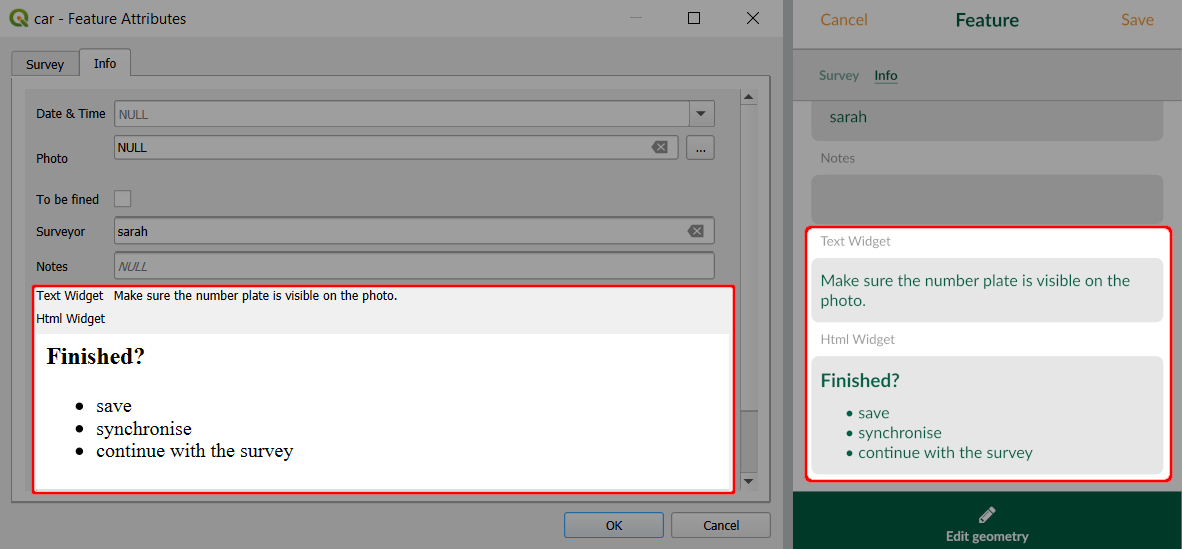 car - Feature Attributes
Survey
Info
Date & Time
NULL
Photo
NULL
...
To be fined
Surveyor
sarah
Notes
NULL
Text Widget
Make sure the number plate is visible on the photo.
Html Widget
Finished?
save
synchronise
continue with the survey
OK
Cancel
Cancel
Feature
Save
Survey
Info
sarah
Notes
Text Widget
Make sure the number plate is visible on the
photo.
Html Widget
Finished?
save
synchronise
continue with the survey
Edit geometry